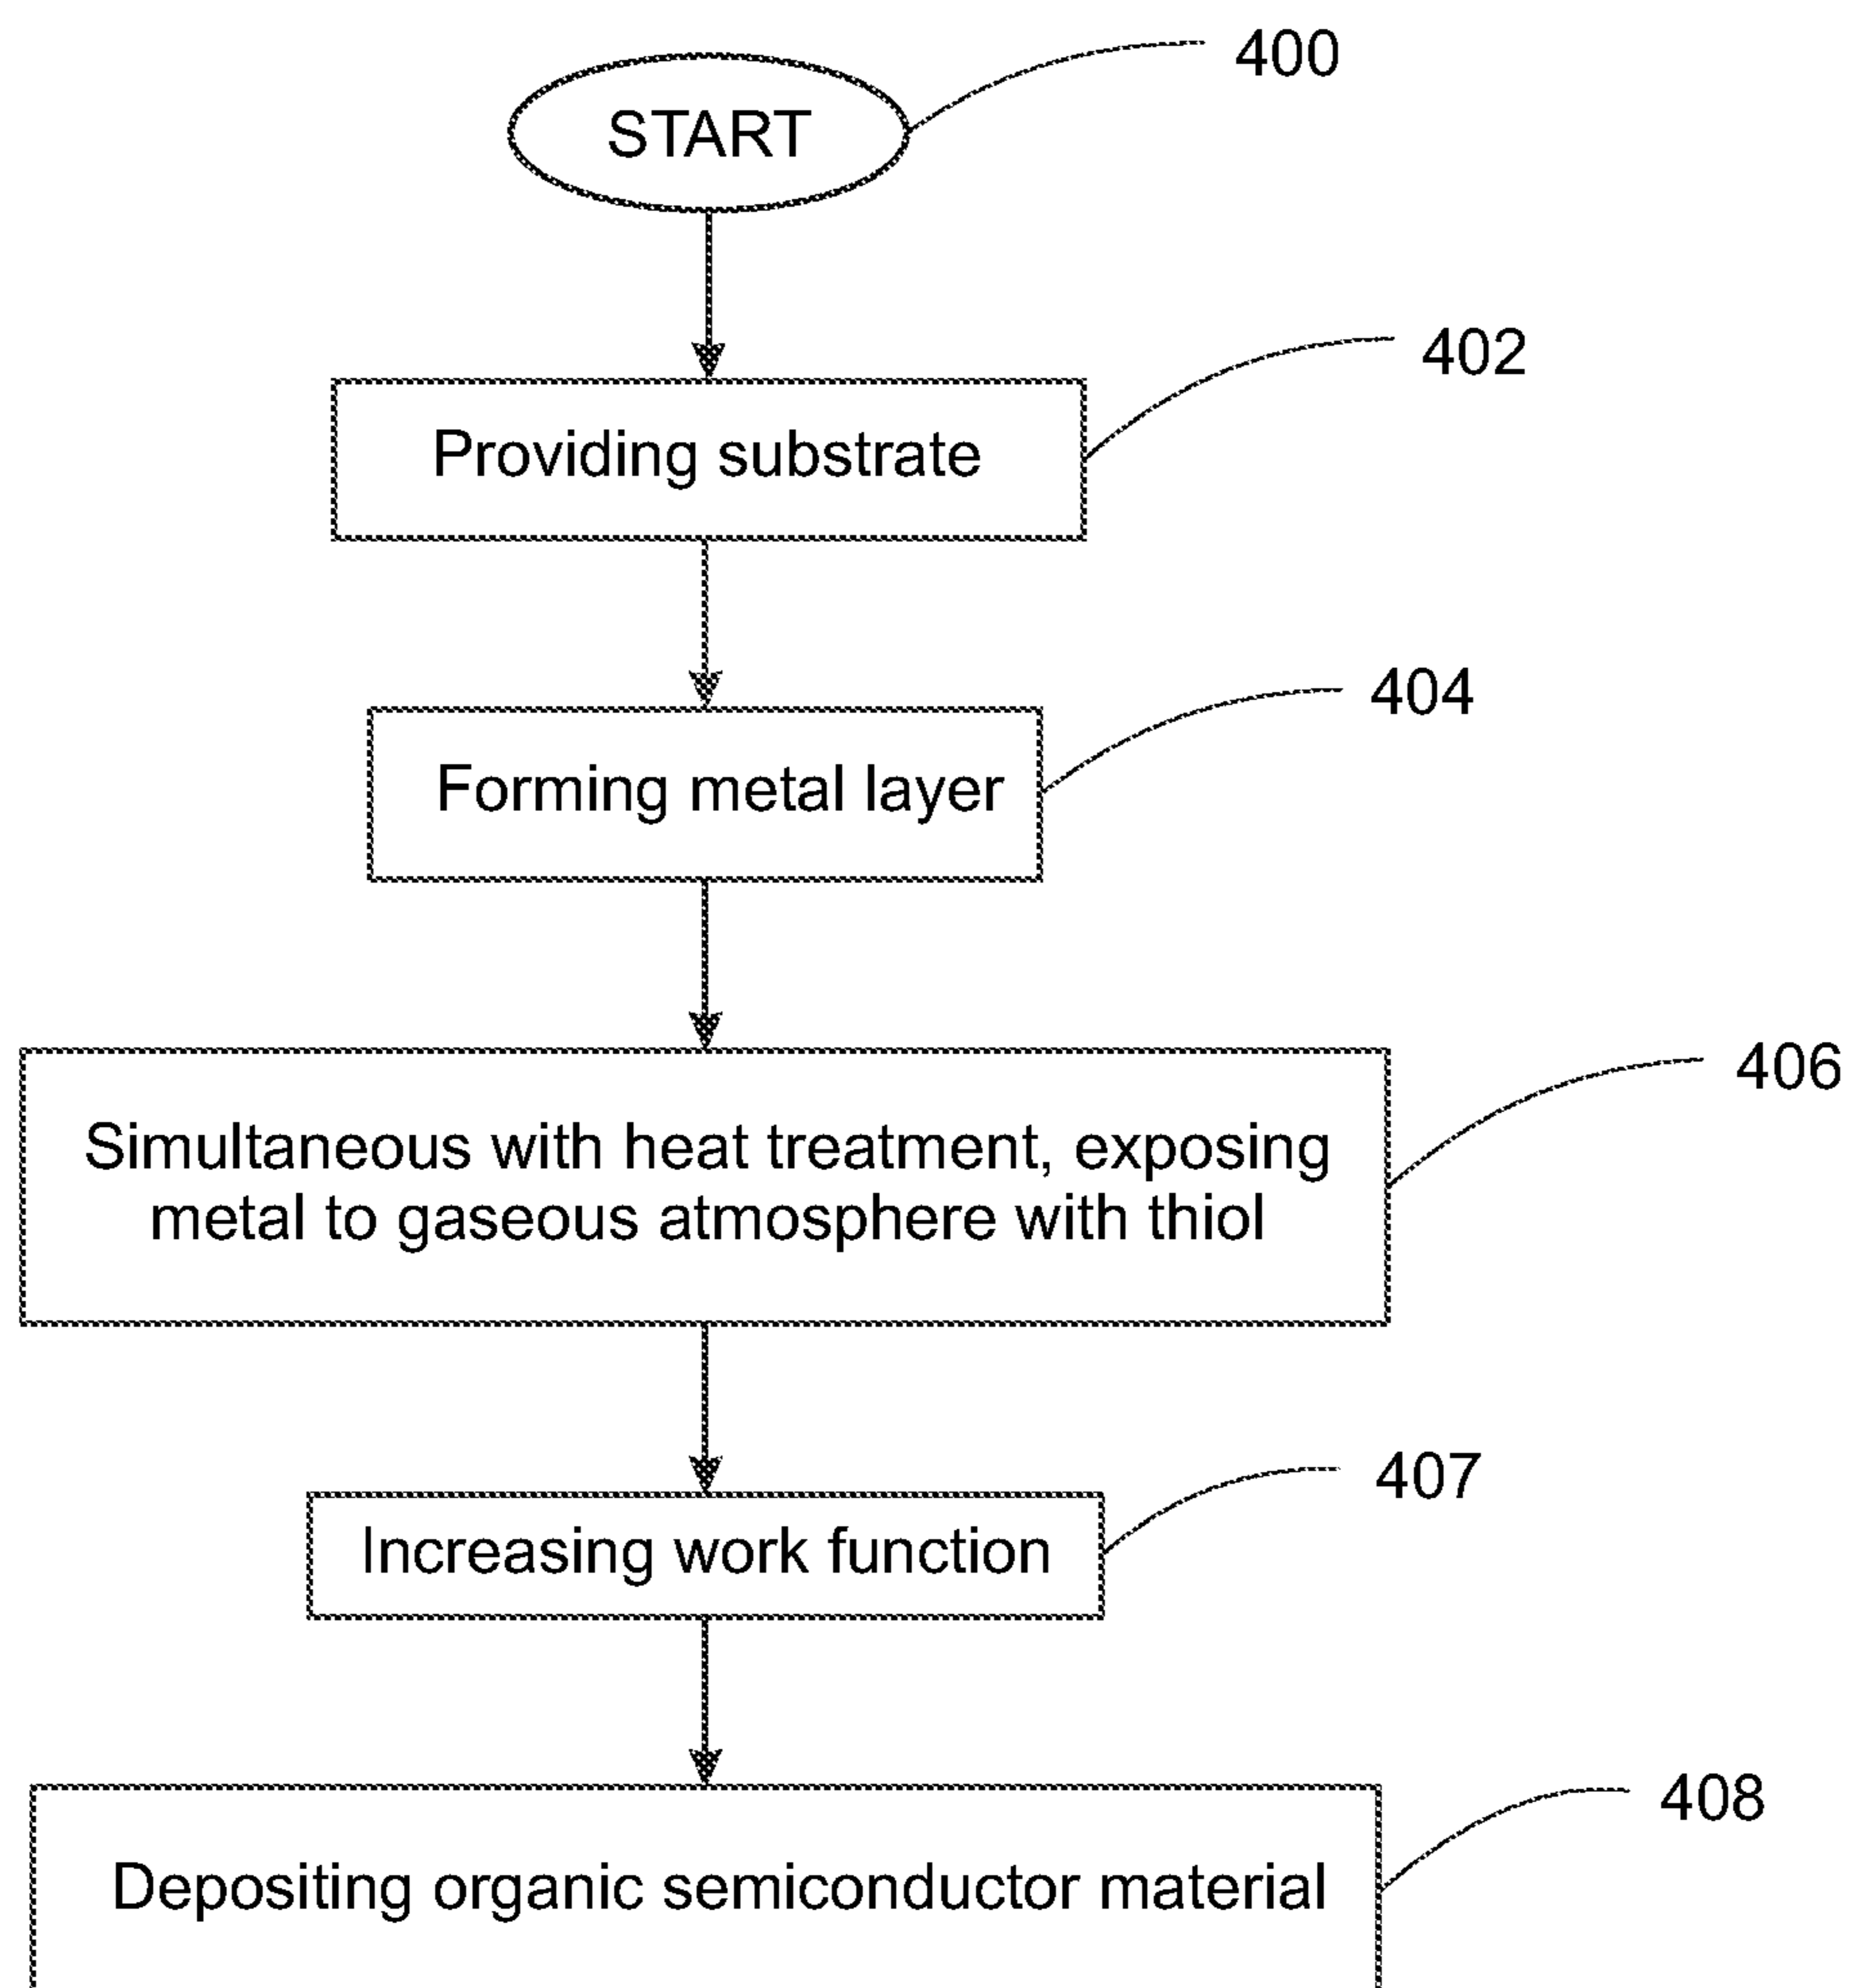 400
START
402
Providing substrate
404
Forming metal layer
406
Simultaneous with heat treatment, exposing
metal to gaseous atmosphere with thiol
407
Increasing work function
408
Depositing organic semiconductor material